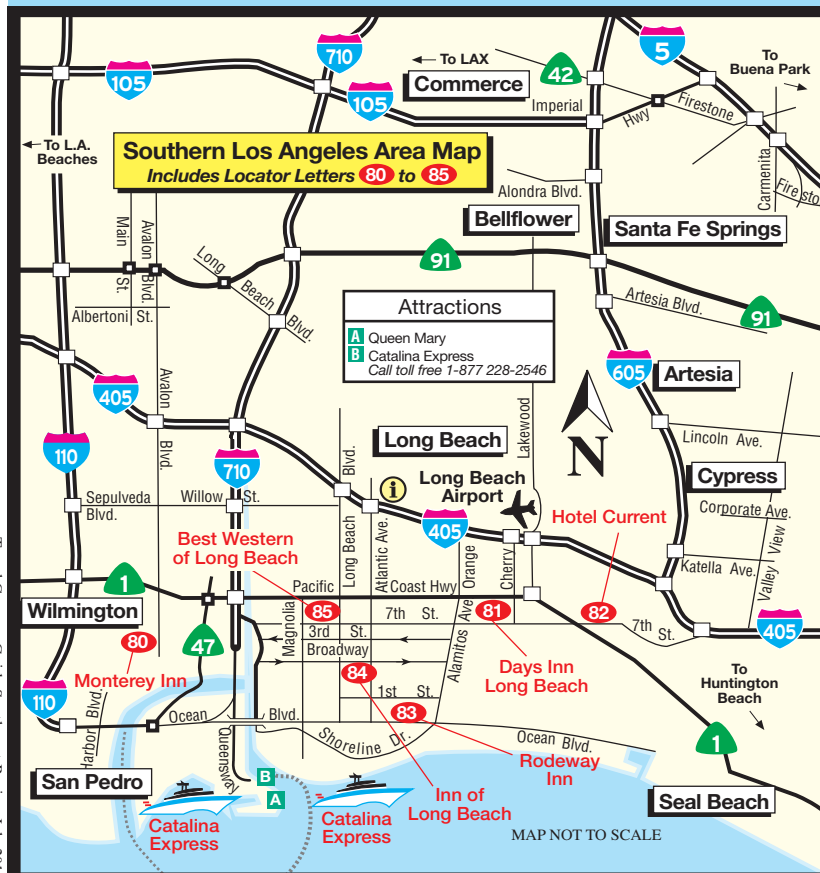 710
To LAX
5
To
Buena Park
105
42
Commerce
105
Imperial
Hwy
Firestone
To L.A.
Beaches
Southern Los Angeles Area Map
Includes Locator Letters 80 to 85
Alondra Blvd.
Carmenita
Main
St.
Avalon
Blvd.
Bellflower
Santa Fe Springs
91
Long
Beach
Blvd.
Albertoni St.
Artesia Blvd.
91
Attractions
A Queen Mary
B Catalina Express
Call toll free 1-877 228-2546
405
605
Artesia
Avalon
Blvd.
Lakewood
N
Lincoln Ave.
110
710
Long Beach
Cypress
Blvd.
Long Beach
i
Long Beach
Airport
Sepulveda
Blvd.
Willow St.
Corporate Ave.
Hotel Current
405
Best Western
of Long Beach
Atlantic Ave.
Orange
Cherry
Valley View
Katella Ave.
1
Pacific
Coast Hwy
Wilmington
Magnolia
85
7th St.
81
82
7th St.
405
80
47
3rd St.
Broadway
Alamitos Ave
Monterey Inn
84
Days Inn
Long Beach
To
Huntington
Beach
110
1st St.
83
Harbor Blvd.
Ocean Blvd.
Shoreline Dr.
Ocean Blvd.
1
Queensway
Rodeway
Inn
San Pedro
B
A
Inn of
Long Beach
Seal Beach
Catalina
Express
Catalina
Express
MAP NOT TO SCALE